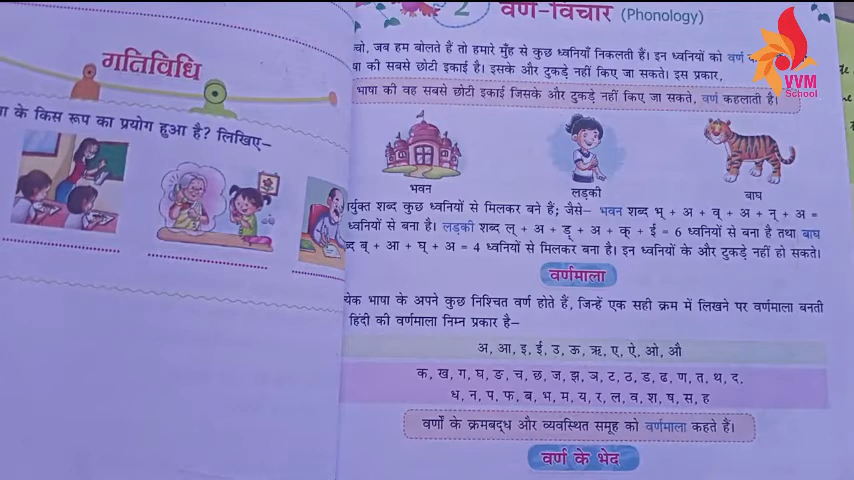 गतिविधि
के किस रूप का प्रयोग हुआ है? लिखिए–
2 वर्ण-विचार (Phonology)
जब हम बोलते हैं तो हमारे मुँह से कुछ ध्वनियाँ निकलती हैं। इन ध्वनियों को वर्ण
की सबसे छोटी इकाई है। इसके और टुकड़े नहीं किए जा सकते। इस प्रकार,
भाषा की वह सबसे छोटी इकाई जिसके और टुकड़े नहीं किए जा सकते, वर्ण कहलाती है।
भवन
लड़की
बाघ
शब्द कुछ ध्वनियों से मिलकर बने हैं; जैसे– भवन शब्द भ् + अ + व् + अ + न् + अ =
ध्वनियों से बना है। लड़की शब्द ल् + अ + ड़् + अ + क् + ई = 6 ध्वनियों से बना है तथा बाघ
ब् + आ + घ् + अ = 4 ध्वनियों से मिलकर बना है। इन ध्वनियों के और टुकड़े नहीं हो सकते।
वर्णमाला
भाषा के अपने कुछ निश्चित वर्ण होते हैं, जिन्हें एक सही क्रम में लिखने पर वर्णमाला बनती
हिंदी की वर्णमाला निम्न प्रकार है–
अ, आ, इ, ई, उ, ऊ, ऋ, ए, ऐ, ओ, औ
क, ख, ग, घ, ङ, च, छ, ज, झ, ञ, ट, ठ, ड, ढ, ण, त, थ, द,
ध, न, प, फ, ब, भ, म, य, र, ल, व, श, ष, स, ह
वर्णों के क्रमबद्ध और व्यवस्थित समूह को वर्णमाला कहते हैं।
वर्ण के भेद
VVM
School